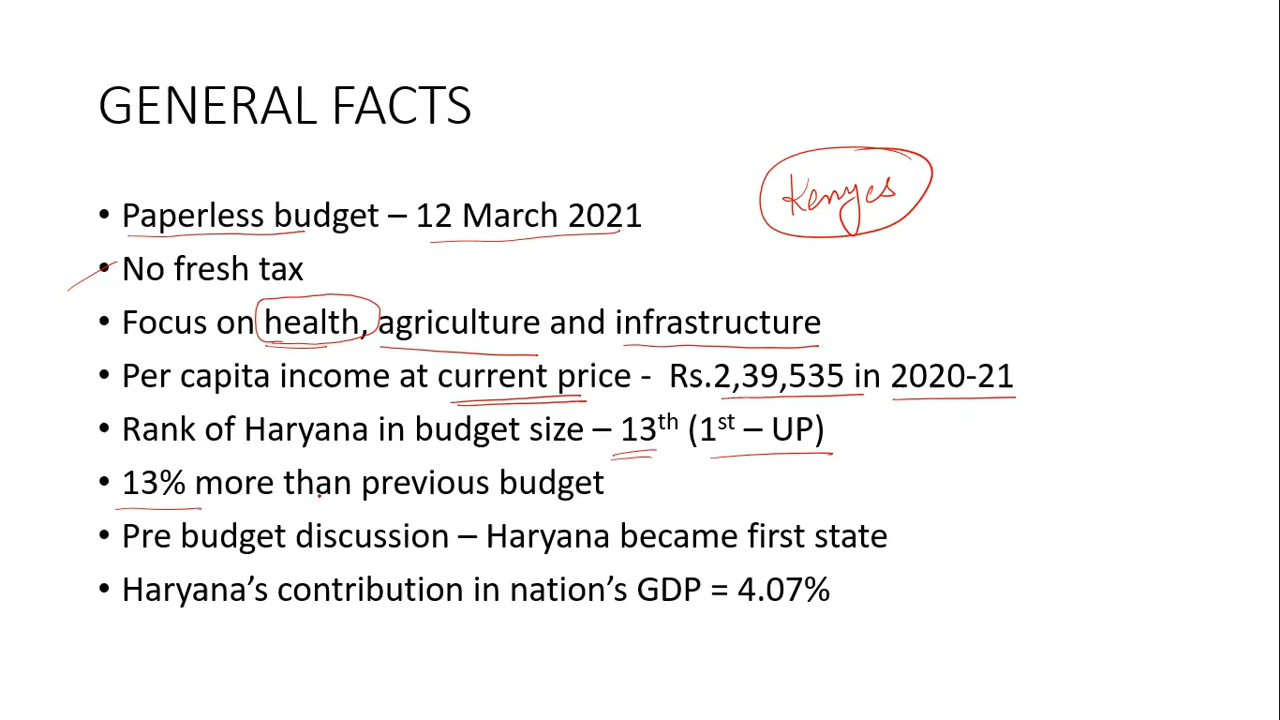 GENERAL FACTS
Kenyes
• Paperless budget – 12 March 2021
• No fresh tax
• Focus on health, agriculture and infrastructure
• Per capita income at current price - Rs.2,39,535 in 2020-21
• Rank of Haryana in budget size – 13th (1st – UP)
• 13% more than previous budget
• Pre budget discussion – Haryana became first state
• Haryana’s contribution in nation’s GDP = 4.07%